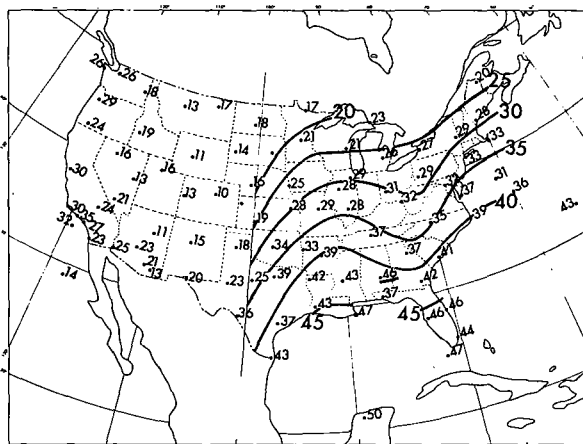 .26 .26 .18 .13 .17 .17 20 .20 25
.29 .18 .21 .23 .28 30
.24 .19 .11 .14 .21 .26 .27 .29 .33
.16 .16 .29 .33 35
.30 .13 .13 .10 .16 .25 .28 .31 .32 .32 .37 .31 .36
.21 .24 .28 .29 .28 .35 .39 40 .43
.30 .35 .27 .19 .37
.32 .23 .25 .23 .11 .15 .18 .34 .33 .39 .37 .41
.14 .21 .13 .20 .23 .25 .39 .42 .43 .46 .42
.37
.36 .37 .43 45 .47 45 .46 .46
.43 .44
.47
.50